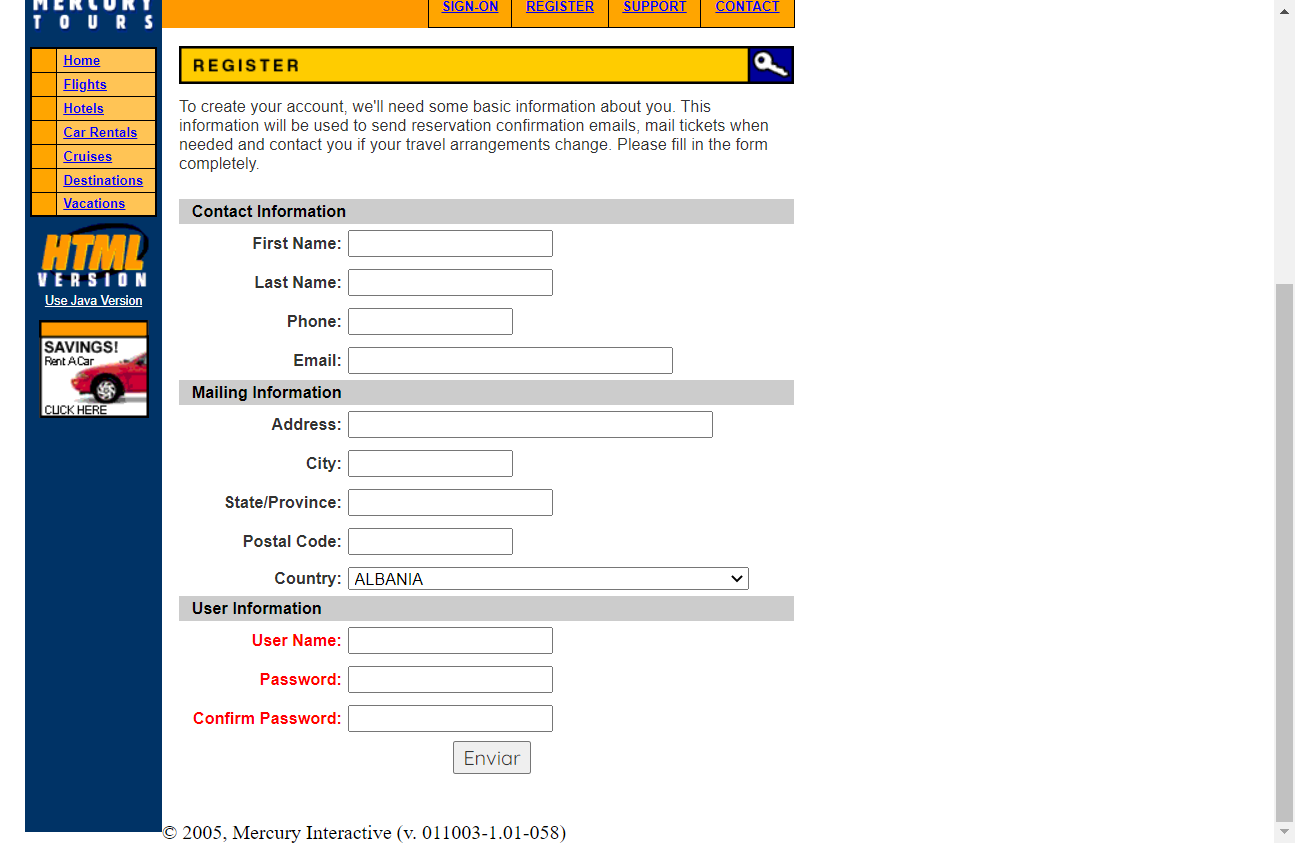 MERCURY
TOURS
SIGN-ON REGISTER SUPPORT CONTACT
Home
Flights
Hotels
Car Rentals
Cruises
Destinations
Vacations
HTML
VERSION
Use Java Version
SAVINGS!
Rent A Car
CLICK HERE
REGISTER
To create your account, we'll need some basic information about you. This
information will be used to send reservation confirmation emails, mail tickets when
needed and contact you if your travel arrangements change. Please fill in the form
completely.
Contact Information
First Name:
Last Name:
Phone:
Email:
Mailing Information
Address:
City:
State/Province:
Postal Code:
Country: ALBANIA
User Information
User Name:
Password:
Confirm Password:
Enviar
© 2005, Mercury Interactive (v. 011003-1.01-058)